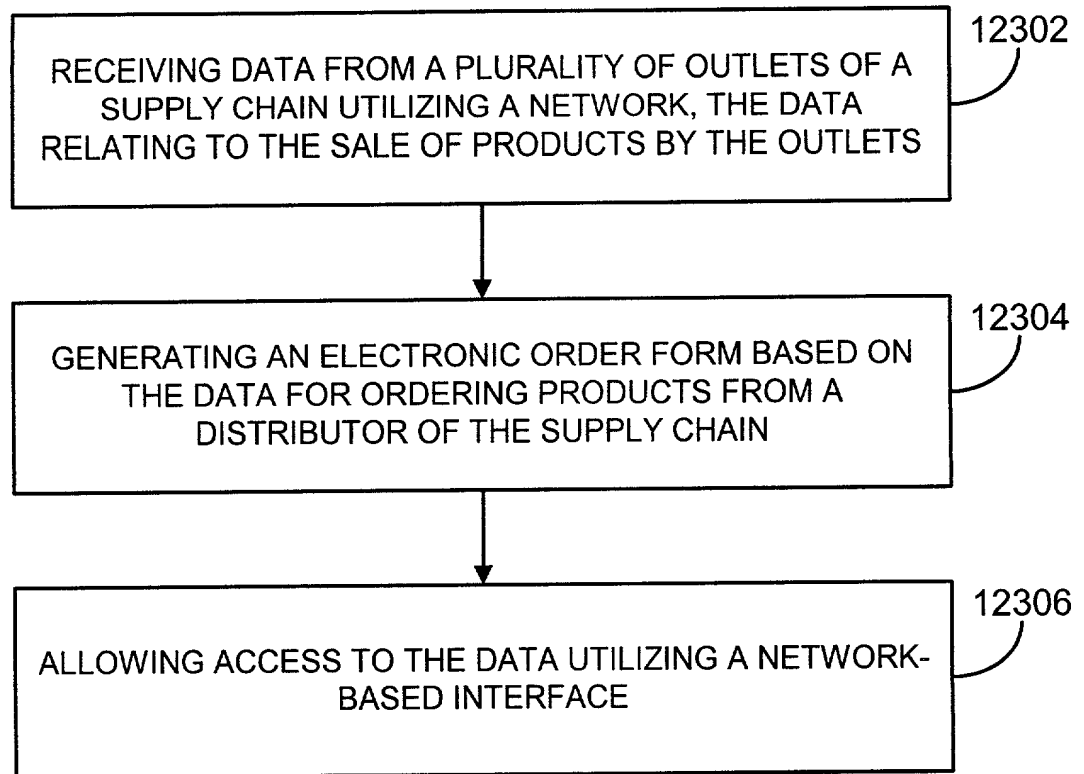 12302
RECEIVING DATA FROM A PLURALITY OF OUTLETS OF A
SUPPLY CHAIN UTILIZING A NETWORK, THE DATA
RELATING TO THE SALE OF PRODUCTS BY THE OUTLETS
12304
GENERATING AN ELECTRONIC ORDER FORM BASED ON
THE DATA FOR ORDERING PRODUCTS FROM A
DISTRIBUTOR OF THE SUPPLY CHAIN
12306
ALLOWING ACCESS TO THE DATA UTILIZING A NETWORK-
BASED INTERFACE